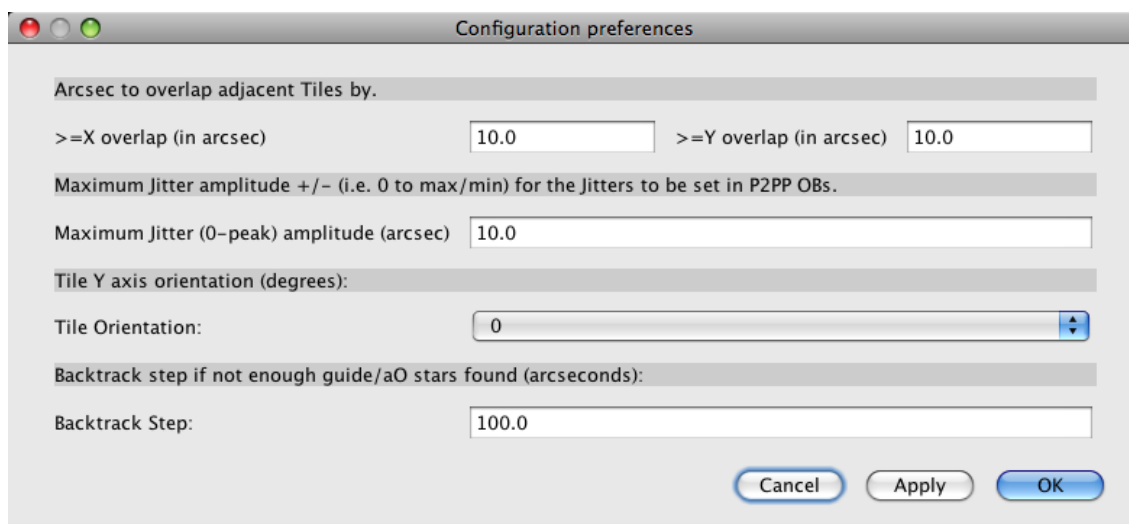 Configuration preferences
Arcsec to overlap adjacent Tiles by.
>=X overlap (in arcsec) 10.0 >=Y overlap (in arcsec) 10.0
Maximum Jitter amplitude +/- (i.e. 0 to max/min) for the Jitters to be set in P2PP OBs.
Maximum Jitter (0-peak) amplitude (arcsec) 10.0
Tile Y axis orientation (degrees):
Tile Orientation: 0
Backtrack step if not enough guide/aO stars found (arcseconds):
Backtrack Step: 100.0
Cancel Apply OK